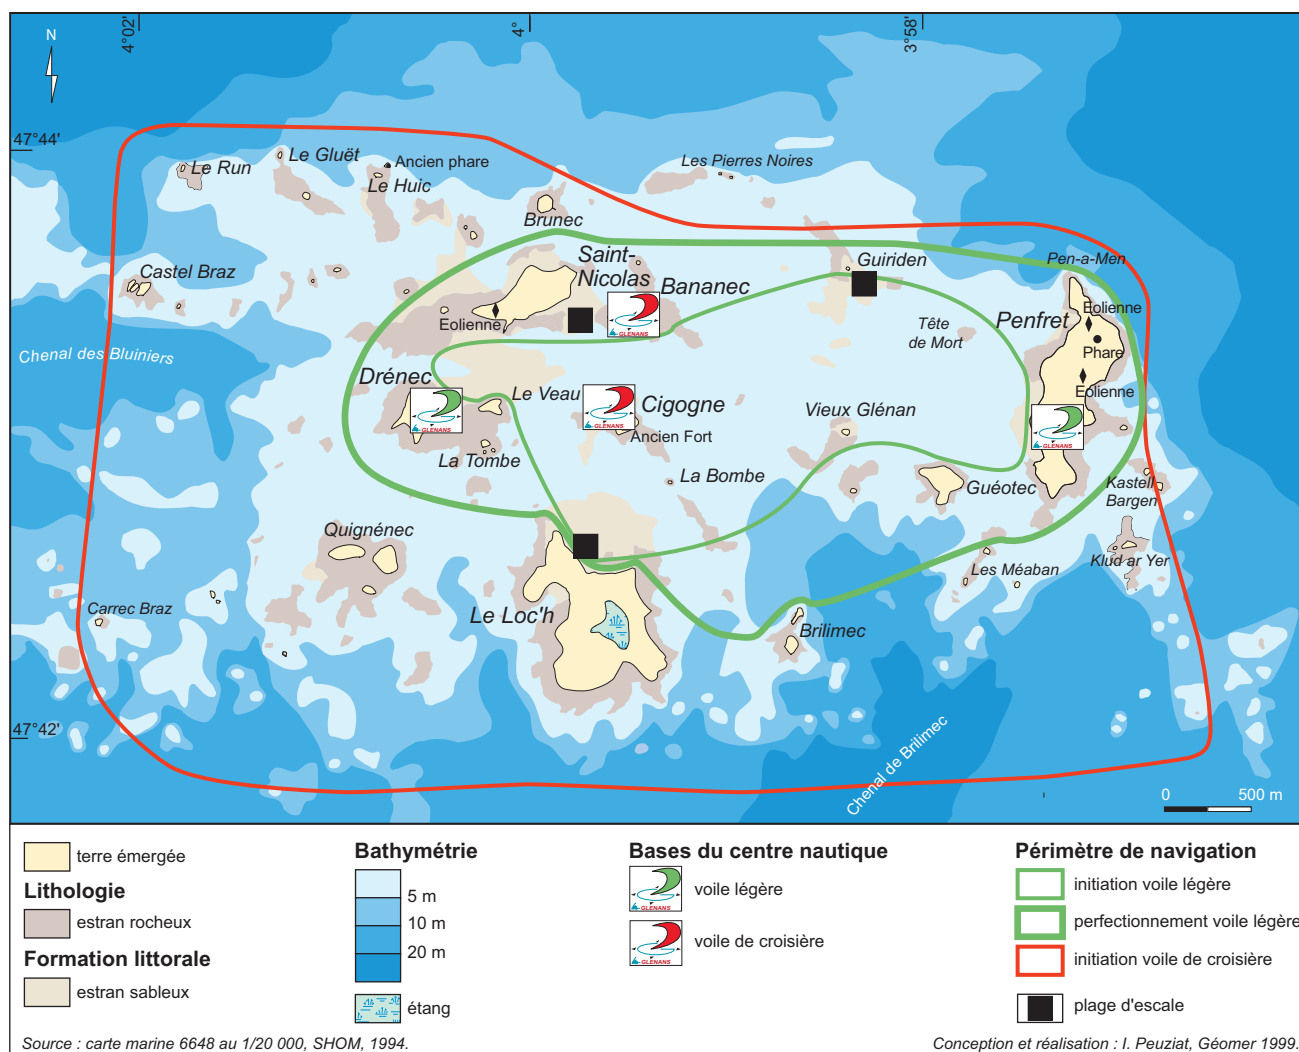 4°02'
4°
3°58'
N
47°44'
Le Run
Le Gluët
Ancien phare
Le Huic
Les Pierres Noires
Brunec
Castel Braz
Saint-
Nicolas
Bananec
Guiriden
Pen-a-Men
Eolienne
GLENANS
Eolienne
Penfret
Tête
de Mort
Phare
Chenal des Bluiniers
Eolienne
Drénec
Le Veau
Cigogne
Vieux Glénan
GLENANS
GLENANS
GLENANS
Ancien Fort
La Tombe
La Bombe
Guéotec
Kastell
Bargen
Quignénec
Les Méaban
Klud ar Yer
Carrec Braz
Le Loc'h
Brilimec
47°42'
Chenal de Brilimec
0 500 m
terre émergée
Lithologie
estran rocheux
Formation littorale
estran sableux
Bathymétrie
5 m
10 m
20 m
étang
Bases du centre nautique
GLENANS
voile légère
GLENANS
voile de croisière
Périmètre de navigation
initiation voile légère
perfectionnement voile légère
initiation voile de croisière
plage d'escale
Source : carte marine 6648 au 1/20 000, SHOM, 1994.
Conception et réalisation : I. Peuziat, Géomer 1999.